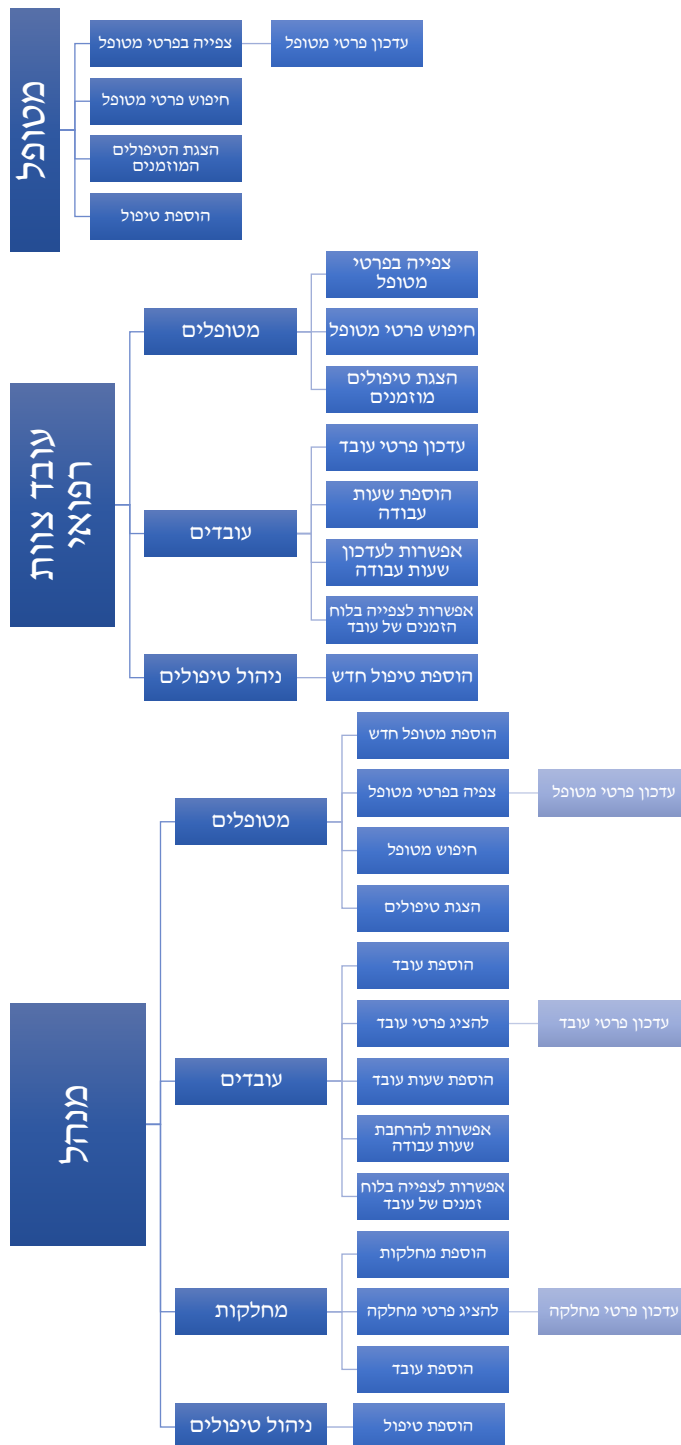 מטופל
צפייה בפרטי מטופל
עדכון פרטי מטופל
חיפוש פרטי מטופל
הצגת הטיפולים
המוזמנים
הוספת טיפול
עובד צוות
רפואי
מטופלים
צפייה בפרטי
מטופל
חיפוש פרטי מטופל
הצגת טיפולים
מוזמנים
עובדים
עדכון פרטי עובד
הוספת שעות
עבודה
אפשרות לעדכון
שעות עבודה
אפשרות לצפייה בלוח
הזמנים של עובד
ניהול טיפולים
הוספת טיפול חדש
מנהל
מטופלים
הוספת מטופל חדש
צפיה בפרטי מטופל
עדכון פרטי מטופל
חיפוש מטופל
הצגת טיפולים
עובדים
הוספת עובד
להציג פרטי עובד
עדכון פרטי עובד
הוספת שעות עובד
אפשרות להרחבת
שעות עבודה
אפשרות לצפייה בלוח
זמנים של עובד
מחלקות
הוספת מחלקות
להציג פרטי מחלקה
עדכון פרטי מחלקה
הוספת עובד
ניהול טיפולים
הוספת טיפול